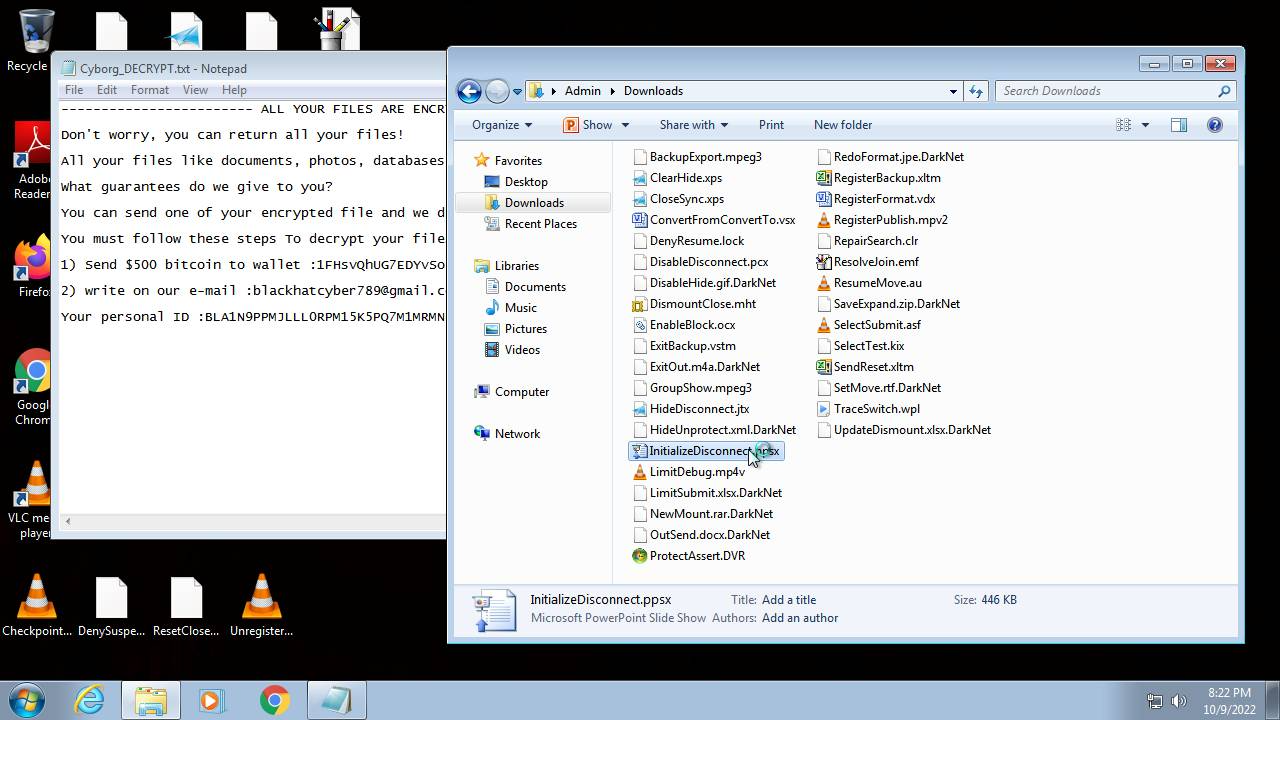 Recycle
Cyborg_DECRYPT.txt - Notepad
File Edit Format View Help
------------------------ ALL YOUR FILES ARE ENCR
Don't worry, you can return all your files!
All your files like documents, photos, databases
What guarantees do we give to you?
You can send one of your encrypted file and we d
You must follow these steps To decrypt your file
1) Send $500 bitcoin to wallet :1FHsvQhUG7EDYvSo
2) write on our e-mail :blackhatcyber789@gmail.c
Your personal ID :BLA1N9PPMJLLLORPM15K5PQ7M1MRMN
Adob
Reader
Firefo
Googl
Chrom
VLC me
playe
Checkpoint...
DenySuspe...
ResetClose...
Unregister...
Admin Downloads
Search Downloads
Organize Show Share with Print New folder
Favorites
Desktop
Downloads
Recent Places
Libraries
Documents
Music
Pictures
Videos
Computer
Network
BackupExport.mpeg3
ClearHide.xps
CloseSync.xps
ConvertFromConvertTo.vsx
DenyResume.lock
DisableDisconnect.pcx
DisableHide.gif.DarkNet
DismountClose.mht
EnableBlock.ocx
ExitBackup.vstm
ExitOut.m4a.DarkNet
GroupShow.mpeg3
HideDisconnect.jtx
HideUnprotect.xml.DarkNet
InitializeDisconnect.ppsx
LimitDebug.mp4v
LimitSubmit.xlsx.DarkNet
NewMount.rar.DarkNet
OutSend.docx.DarkNet
ProtectAssert.DVR
RedoFormat.jpe.DarkNet
RegisterBackup.xltm
RegisterFormat.vdx
RegisterPublish.mpv2
RepairSearch.clr
ResolveJoin.emf
ResumeMove.au
SaveExpand.zip.DarkNet
SelectSubmit.asf
SelectTest.kix
SendReset.xltm
SetMove.rtf.DarkNet
TraceSwitch.wpl
UpdateDismount.xlsx.DarkNet
InitializeDisconnect.ppsx Title: Add a title Size: 446 KB
Microsoft PowerPoint Slide Show Authors: Add an author
8:22 PM
10/9/2022